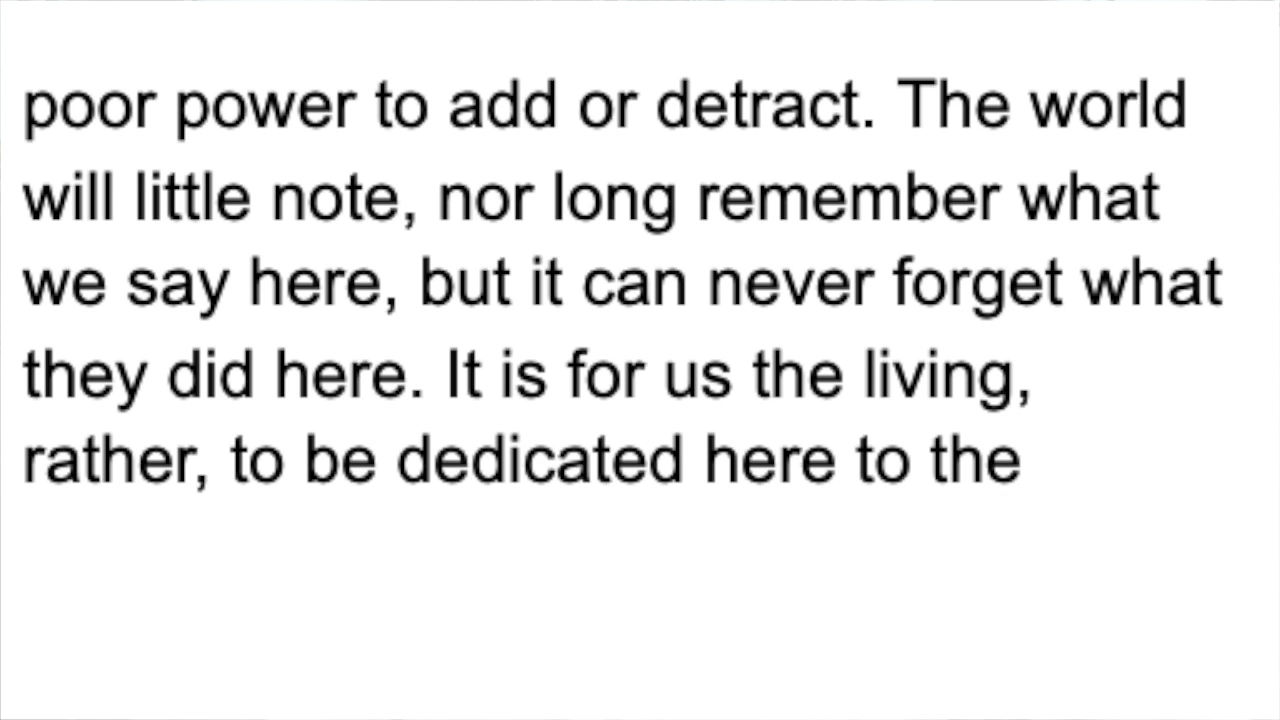 poor power to add or detract. The world
will little note, nor long remember what
we say here, but it can never forget what
they did here. It is for us the living,
rather, to be dedicated here to the